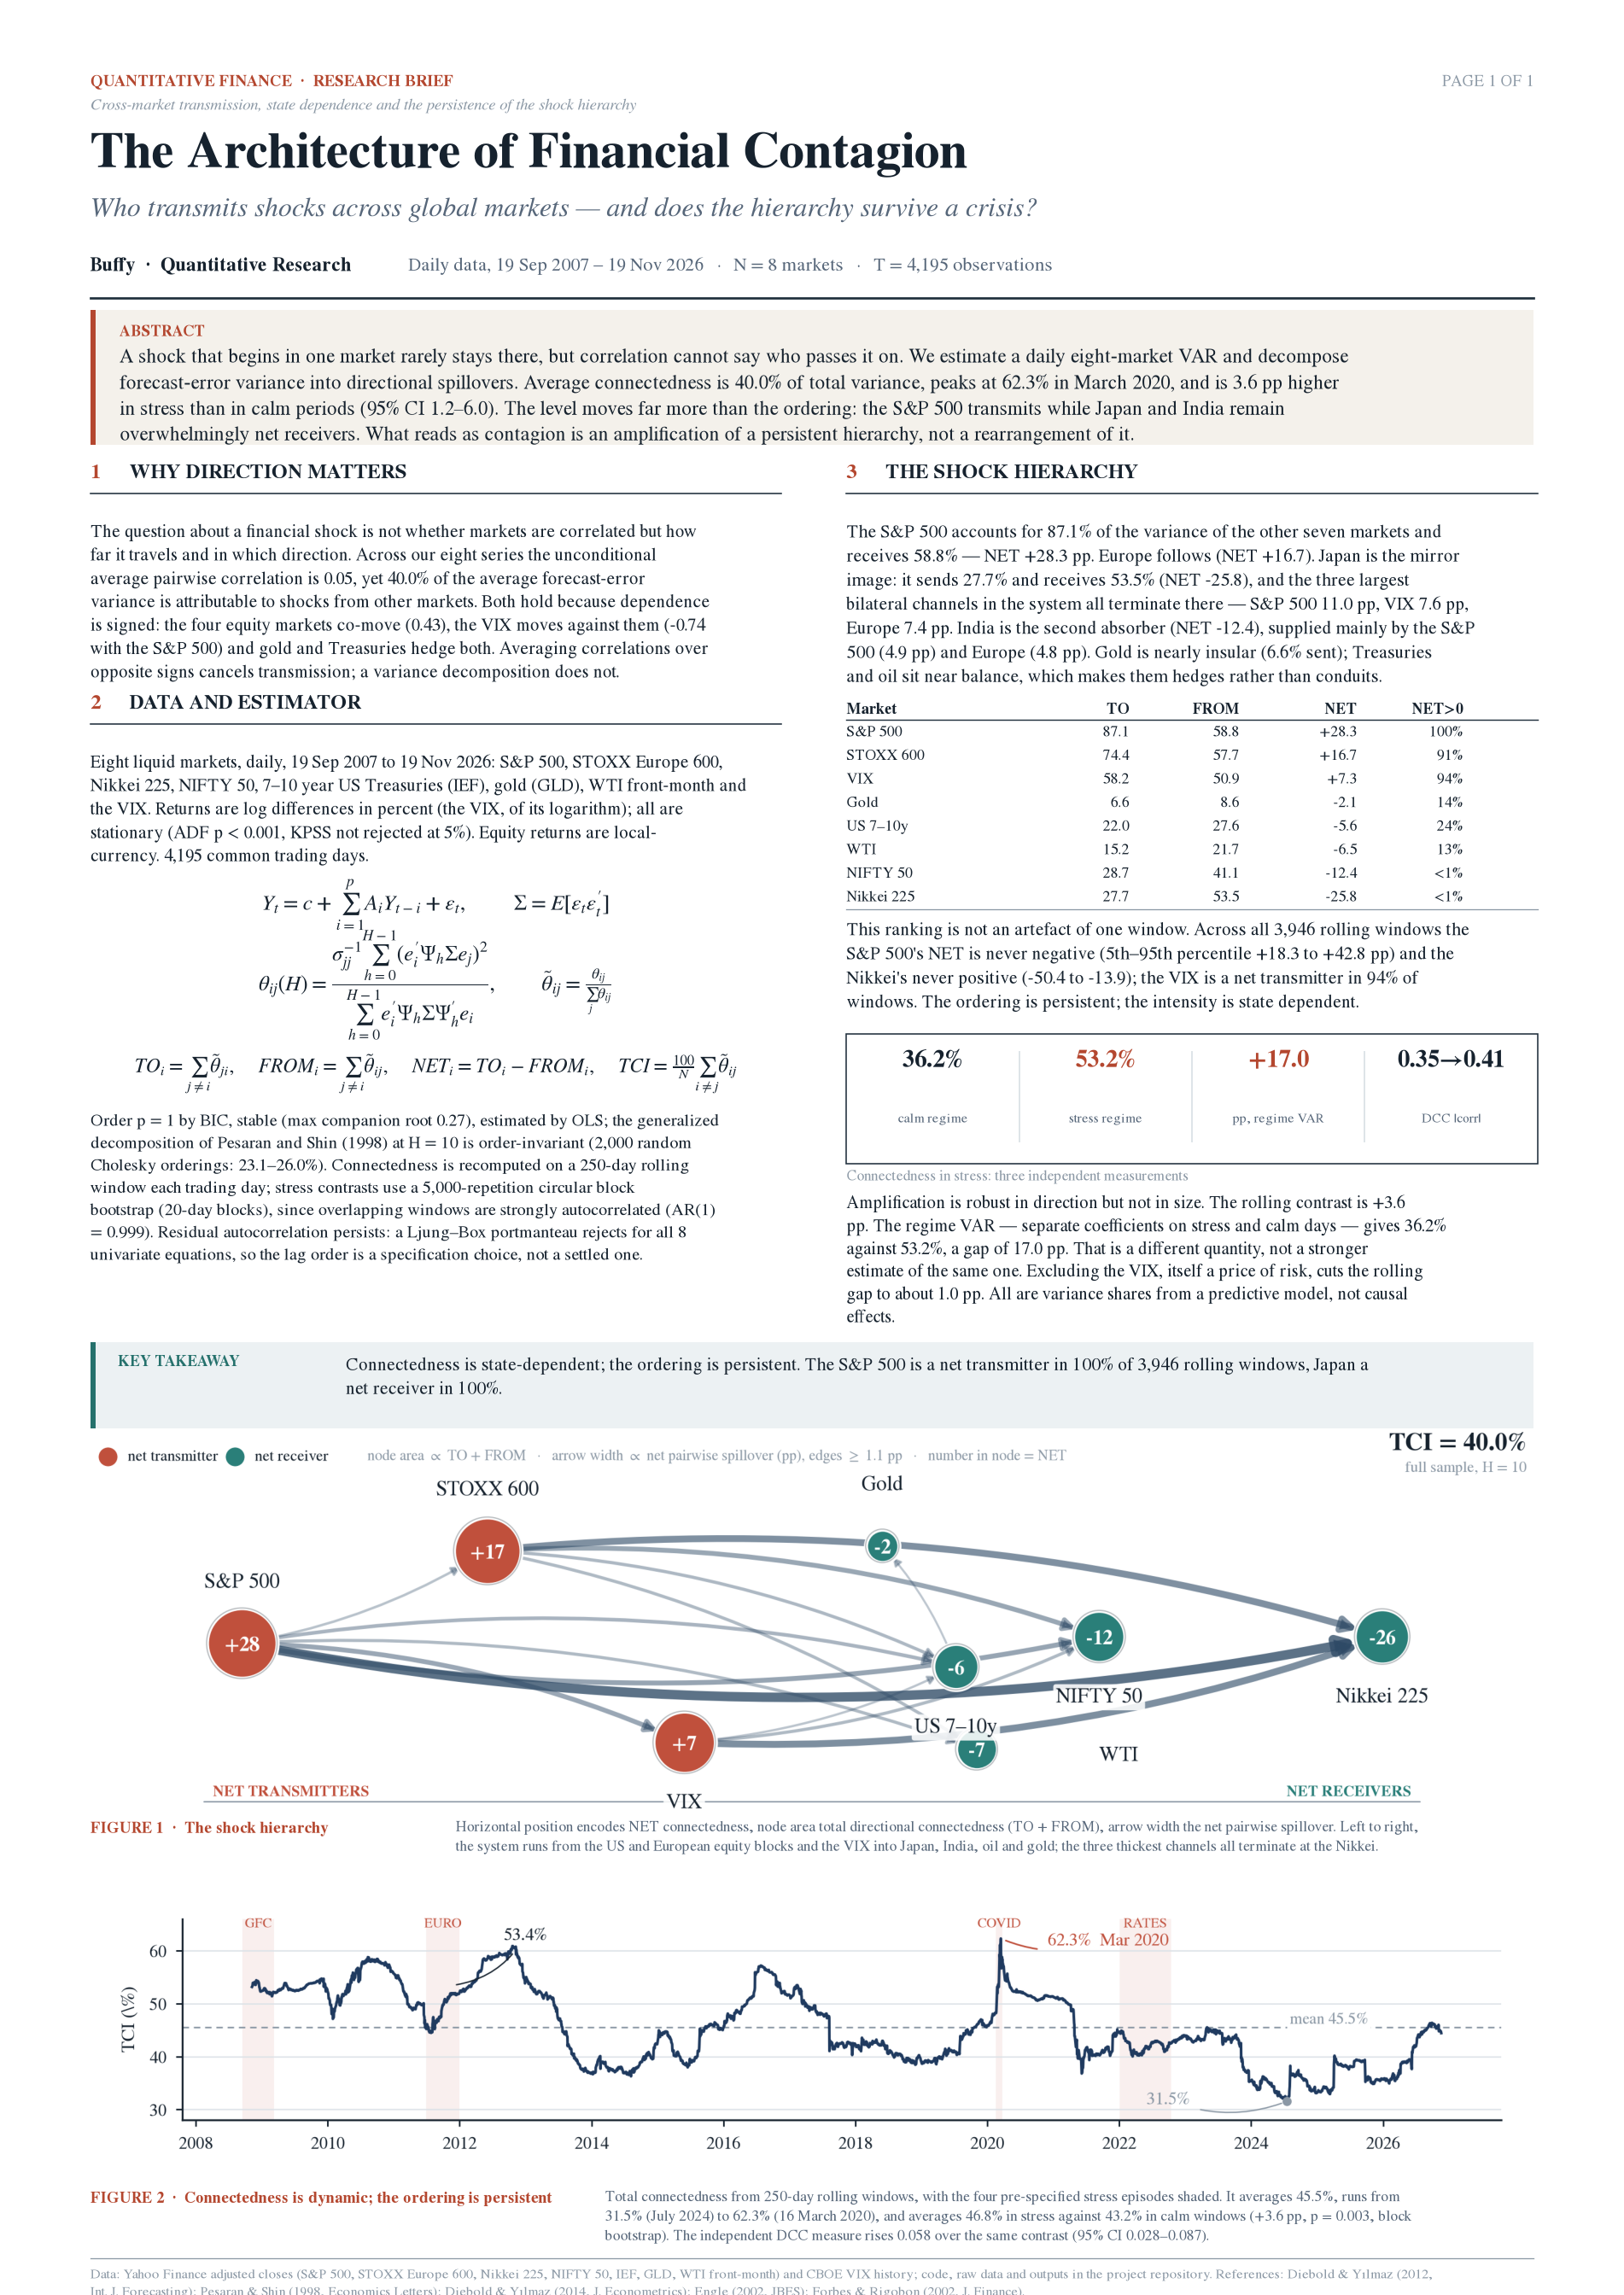 QUANTITATIVE FINANCE · RESEARCH BRIEF
PAGE 1 OF 1
Cross-market transmission, state dependence and the persistence of the shock hierarchy
The Architecture of Financial Contagion
Who transmits shocks across global markets — and does the hierarchy survive a crisis?
Buffy · Quantitative Research
Daily data, 19 Sep 2007 – 19 Nov 2026 · N = 8 markets · T = 4,195 observations
ABSTRACT
A shock that begins in one market rarely stays there, but correlation cannot say who passes it on. We estimate a daily eight-market VAR and decompose
forecast-error variance into directional spillovers. Average connectedness is 40.0% of total variance, peaks at 62.3% in March 2020, and is 3.6 pp higher
in stress than in calm periods (95% CI 1.2–6.0). The level moves far more than the ordering: the S&P 500 transmits while Japan and India remain
overwhelmingly net receivers. What reads as contagion is an amplification of a persistent hierarchy, not a rearrangement of it.
1 WHY DIRECTION MATTERS
The question about a financial shock is not whether markets are correlated but how
far it travels and in which direction. Across our eight series the unconditional
average pairwise correlation is 0.05, yet 40.0% of the average forecast-error
variance is attributable to shocks from other markets. Both hold because dependence
is signed: the four equity markets co-move (0.43), the VIX moves against them (-0.74
with the S&P 500) and gold and Treasuries hedge both. Averaging correlations over
opposite signs cancels transmission; a variance decomposition does not.
2 DATA AND ESTIMATOR
Eight liquid markets, daily, 19 Sep 2007 to 19 Nov 2026: S&P 500, STOXX Europe 600,
Nikkei 225, NIFTY 50, 7–10 year US Treasuries (IEF), gold (GLD), WTI front-month and
the VIX. Returns are log differences in percent (the VIX, of its logarithm); all are
stationary (ADF p < 0.001, KPSS not rejected at 5%). Equity returns are local-
currency. 4,195 common trading days.
Y_t = c + ∑_{i=1}^{p} A_i Y_{t−i} + ε_t, Σ = E[ε_t ε_t′]
θ_ij(H) = σ_jj^{−1} ∑_{h=0}^{H−1} (e_i′Ψ_hΣe_j)² / ∑_{h=0}^{H−1} e_i′Ψ_hΣΨ_h′e_i, θ̃_ij = θ_ij / ∑_j θ_ij
TO_i = ∑_{j≠i} θ̃_ji, FROM_i = ∑_{j≠i} θ̃_ij, NET_i = TO_i − FROM_i, TCI = 100/N ∑_{i≠j} θ̃_ij
Order p = 1 by BIC, stable (max companion root 0.27), estimated by OLS; the generalized
decomposition of Pesaran and Shin (1998) at H = 10 is order-invariant (2,000 random
Cholesky orderings: 23.1–26.0%). Connectedness is recomputed on a 250-day rolling
window each trading day; stress contrasts use a 5,000-repetition circular block
bootstrap (20-day blocks), since overlapping windows are strongly autocorrelated (AR(1)
= 0.999). Residual autocorrelation persists: a Ljung–Box portmanteau rejects for all 8
univariate equations, so the lag order is a specification choice, not a settled one.
3 THE SHOCK HIERARCHY
The S&P 500 accounts for 87.1% of the variance of the other seven markets and
receives 58.8% — NET +28.3 pp. Europe follows (NET +16.7). Japan is the mirror
image: it sends 27.7% and receives 53.5% (NET -25.8), and the three largest
bilateral channels in the system all terminate there — S&P 500 11.0 pp, VIX 7.6 pp,
Europe 7.4 pp. India is the second absorber (NET -12.4), supplied mainly by the S&P
500 (4.9 pp) and Europe (4.8 pp). Gold is nearly insular (6.6% sent); Treasuries
and oil sit near balance, which makes them hedges rather than conduits.
Market TO FROM NET NET>0
S&P 500 87.1 58.8 +28.3 100%
STOXX 600 74.4 57.7 +16.7 91%
VIX 58.2 50.9 +7.3 94%
Gold 6.6 8.6 -2.1 14%
US 7–10y 22.0 27.6 -5.6 24%
WTI 15.2 21.7 -6.5 13%
NIFTY 50 28.7 41.1 -12.4 <1%
Nikkei 225 27.7 53.5 -25.8 <1%
This ranking is not an artefact of one window. Across all 3,946 rolling windows the
S&P 500's NET is never negative (5th–95th percentile +18.3 to +42.8 pp) and the
Nikkei's never positive (-50.4 to -13.9); the VIX is a net transmitter in 94% of
windows. The ordering is persistent; the intensity is state dependent.
36.2% 53.2% +17.0 0.35→0.41
calm regime stress regime pp, regime VAR DCC |corr|
Connectedness in stress: three independent measurements
Amplification is robust in direction but not in size. The rolling contrast is +3.6
pp. The regime VAR — separate coefficients on stress and calm days — gives 36.2%
against 53.2%, a gap of 17.0 pp. That is a different quantity, not a stronger
estimate of the same one. Excluding the VIX, itself a price of risk, cuts the rolling
gap to about 1.0 pp. All are variance shares from a predictive model, not causal
effects.
KEY TAKEAWAY
Connectedness is state-dependent; the ordering is persistent. The S&P 500 is a net transmitter in 100% of 3,946 rolling windows, Japan a
net receiver in 100%.
net transmitter net receiver node area ∝ TO + FROM · arrow width ∝ net pairwise spillover (pp), edges ≥ 1.1 pp · number in node = NET
TCI = 40.0%
full sample, H = 10
STOXX 600
Gold
+17
-2
S&P 500
+28
-12
-26
-6
NIFTY 50
Nikkei 225
US 7–10y
+7
-7
WTI
NET TRANSMITTERS
NET RECEIVERS
VIX
FIGURE 1 · The shock hierarchy
Horizontal position encodes NET connectedness, node area total directional connectedness (TO + FROM), arrow width the net pairwise spillover. Left to right,
the system runs from the US and European equity blocks and the VIX into Japan, India, oil and gold; the three thickest channels all terminate at the Nikkei.
GFC EURO COVID RATES
53.4%
62.3% Mar 2020
60
50
40
30
TCI (\%)
mean 45.5%
31.5%
2008 2010 2012 2014 2016 2018 2020 2022 2024 2026
FIGURE 2 · Connectedness is dynamic; the ordering is persistent
Total connectedness from 250-day rolling windows, with the four pre-specified stress episodes shaded. It averages 45.5%, runs from
31.5% (July 2024) to 62.3% (16 March 2020), and averages 46.8% in stress against 43.2% in calm windows (+3.6 pp, p = 0.003, block
bootstrap). The independent DCC measure rises 0.058 over the same contrast (95% CI 0.028–0.087).
Data: Yahoo Finance adjusted closes (S&P 500, STOXX Europe 600, Nikkei 225, NIFTY 50, IEF, GLD, WTI front-month) and CBOE VIX history; code, raw data and outputs in the project repository. References: Diebold & Yılmaz (2012,
Int. J. Forecasting); Pesaran & Shin (1998, Economics Letters); Diebold & Yılmaz (2014, J. Econometrics); Engle (2002, JBES); Forbes & Rigobon (2002, J. Finance).